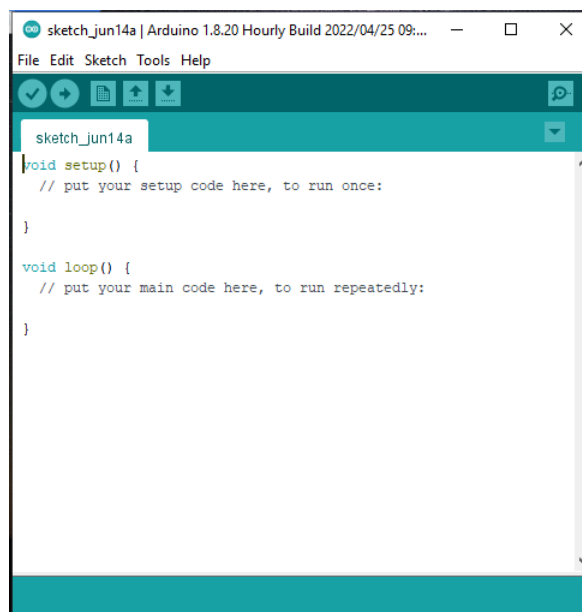 sketch_jun14a | Arduino 1.8.20 Hourly Build 2022/04/25 09:...
File Edit Sketch Tools Help
sketch_jun14a
void setup() {
// put your setup code here, to run once:
}
void loop() {
// put your main code here, to run repeatedly:
}